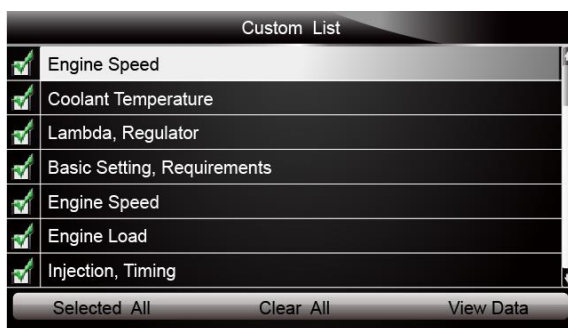 Custom List
Engine Speed
Coolant Temperature
Lambda, Regulator
Basic Setting, Requirements
Engine Speed
Engine Load
Injection, Timing
Selected All Clear All View Data